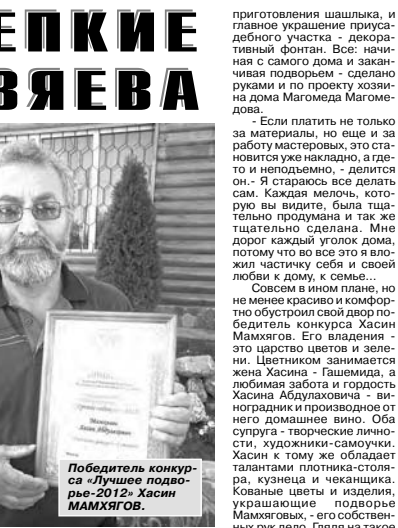 ЕПКИЕ
ЗЯЕВА
Победитель конкур-
са «Лучшее подво-
рье-2012» Хасин
МАМХЯГОВ.
приготовления шашлыка, и
главное украшение приуса-
дебного участка - декора-
тивный фонтан. Все: начи-
ная с самого дома и закан-
чивая подворьем - сделано
руками и по проекту хозяи-
на дома Магомеда Магоме-
дова.
- Если платить не только
за материалы, но еще и за
работу мастеровых, это ста-
новится уже накладно, а где-
то и неподъемно, - делится
он.- Я стараюсь все делать
сам. Каждая мелочь, кото-
рую вы видите, была тща-
тельно продумана и так же
тщательно сделана. Мне
дорог каждый уголок дома,
потому что во все это я вло-
жил частичку себя и своей
любви к дому, к семье...
Совсем в ином плане, но
не менее красиво и комфор-
тно обустроил свой двор по-
бедитель конкурса Хасин
Мамхягов. Его владения -
это царство цветов и зеле-
ни. Цветником занимается
жена Хасина - Гашемида, а
любимая забота и гордость
Хасина Абдулаховича - ви-
ноградник и производное от
него домашнее вино. Оба
супруга - творческие лично-
сти, художники-самоучки.
Хасин к тому же обладает
талантами плотника-столя-
ра, кузнеца и чеканщика.
Кованые цветы и изделия,
украшающие подворье
Мамхяговых, - его собствен-
ных рук дело. Глядя на такое